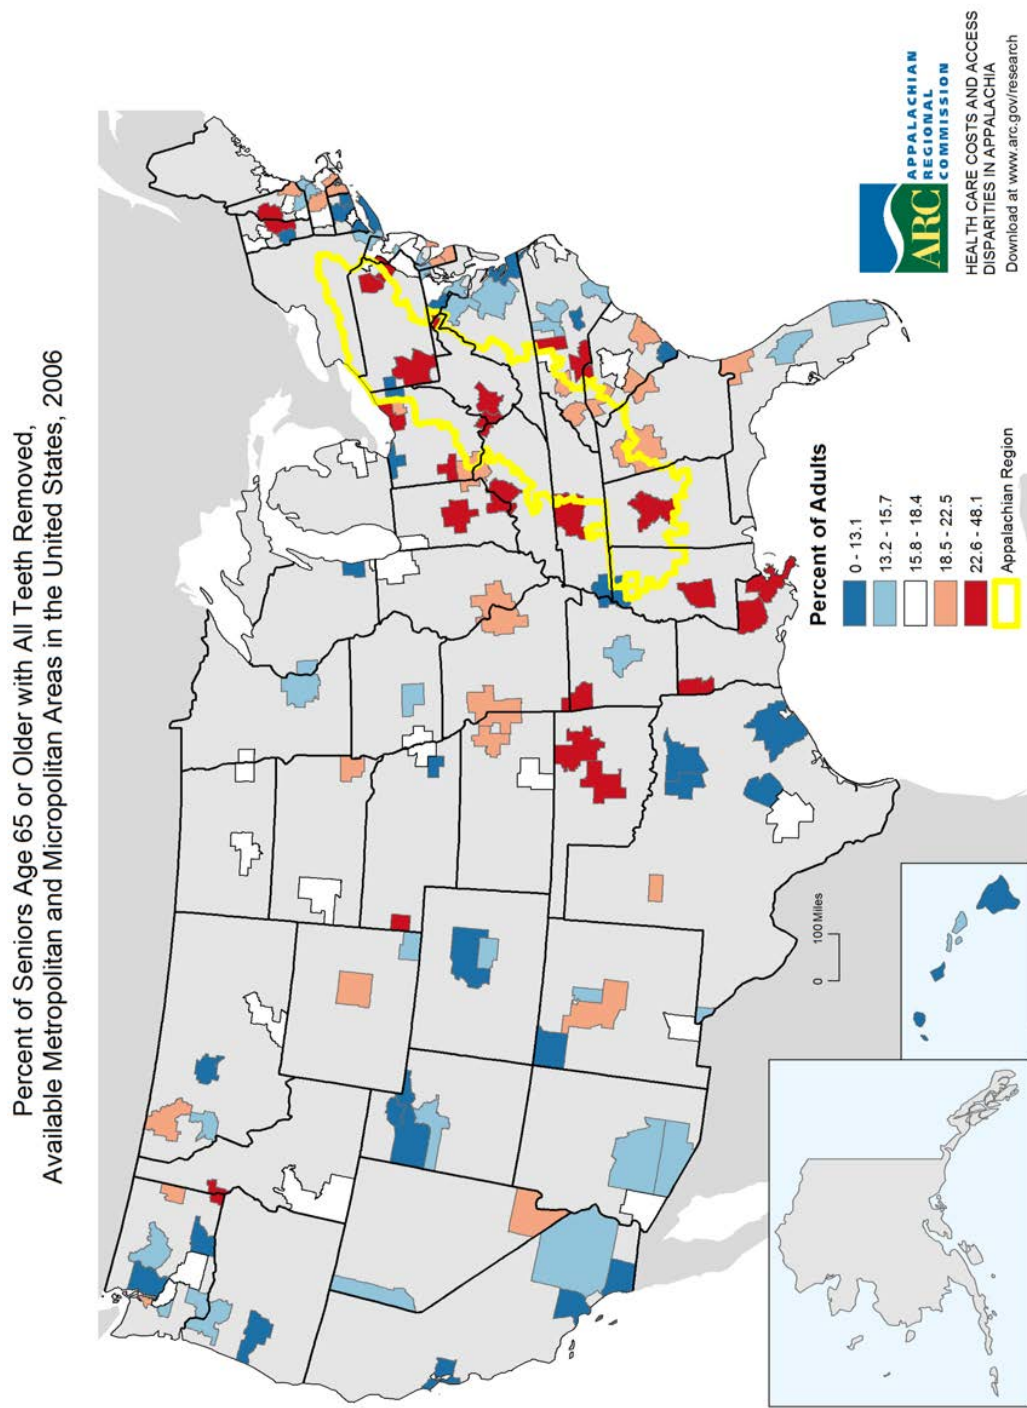 Percent of Seniors Age 65 or Older with All Teeth Removed,
Available Metropolitan and Micropolitan Areas in the United States, 2006
Percent of Adults
0 - 13.1
13.2 - 15.7
15.8 - 18.4
18.5 - 22.5
22.6 - 48.1
Appalachian Region
0 100 Miles
ARC
APPALACHIAN
REGIONAL
COMMISSION
HEALTH CARE COSTS AND ACCESS
DISPARITIES IN APPALACHIA
Download at www.arc.gov/research